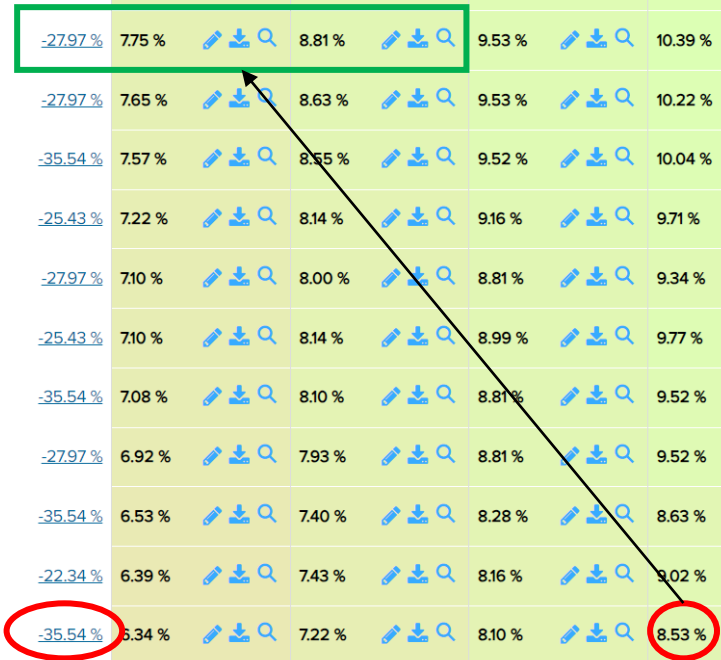 -27.97 % 7.75 % 8.81 % 9.53 % 10.39 %
-27.97 % 7.65 % 8.63 % 9.53 % 10.22 %
-35.54 % 7.57 % 8.55 % 9.52 % 10.04 %
-25.43 % 7.22 % 8.14 % 9.16 % 9.71 %
-27.97 % 7.10 % 8.00 % 8.81 % 9.34 %
-25.43 % 7.10 % 8.14 % 8.99 % 9.77 %
-35.54 % 7.08 % 8.10 % 8.81 % 9.52 %
-27.97 % 6.92 % 7.93 % 8.81 % 9.52 %
-35.54 % 6.53 % 7.40 % 8.28 % 8.63 %
-22.34 % 6.39 % 7.43 % 8.16 % 9.02 %
-35.54 % 6.34 % 7.22 % 8.10 % 8.53 %